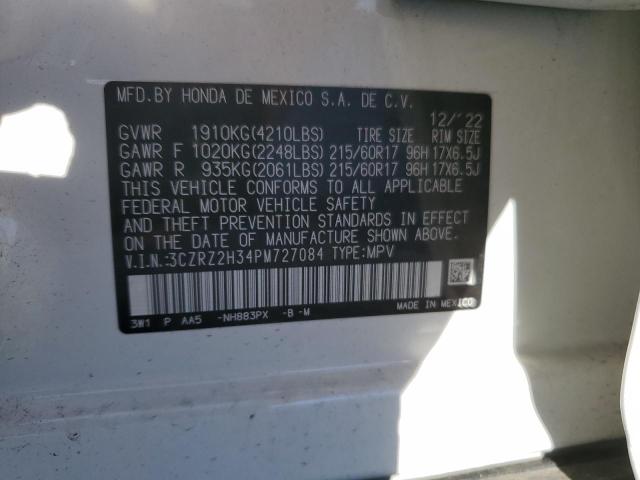 MFD.BY HONDA DE MEXICO S.A. DE C.V.
12/'22
GVWR 1910KG(4210LBS) TIRE SIZE RIM SIZE
GAWR F 1020KG(2248LBS) 215/60R17 96H 17X6.5J
GAWR R 935KG(2061LBS) 215/60R17 96H 17X6.5J
THIS VEHICLE CONFORMS TO ALL APPLICABLE
FEDERAL MOTOR VEHICLE SAFETY
AND THEFT PREVENTION STANDARDS IN EFFECT
ON THE DATE OF MANUFACTURE SHOWN ABOVE.
V.I.N.:3CZRZ2H34PM727084 TYPE:MPV
3W1 P AA5 -NH883PX -B -M MADE IN MEXICO